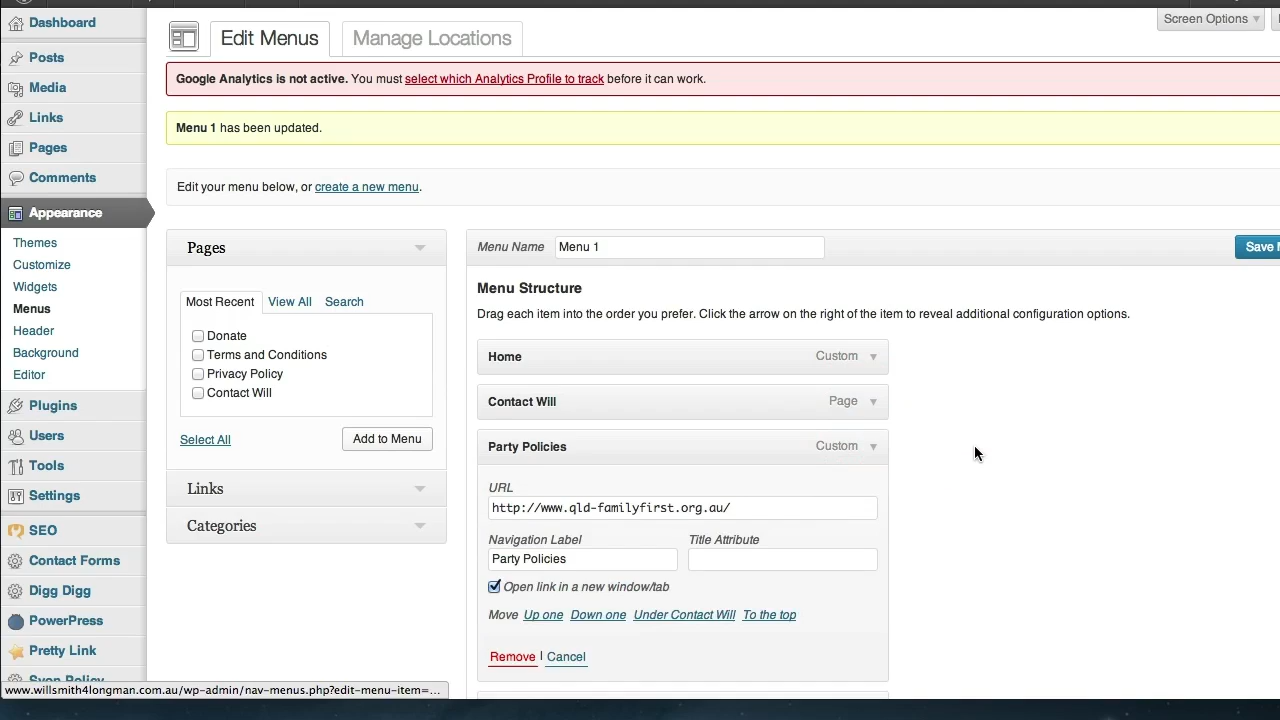 Dashboard
Posts
Media
Links
Pages
Comments
Appearance
Themes
Customize
Widgets
Menus
Header
Background
Editor
Plugins
Users
Tools
Settings
SEO
Contact Forms
Digg Digg
PowerPress
Pretty Link
www.willsmith4longman.com.au/wp-admin/nav-menus.php?edit-menu-item=...
Screen Options
Edit Menus
Manage Locations
Google Analytics is not active. You must select which Analytics Profile to track before it can work.
Menu 1 has been updated.
Edit your menu below, or create a new menu.
Pages
Most Recent View All Search
Donate
Terms and Conditions
Privacy Policy
Contact Will
Select All
Add to Menu
Links
Categories
Menu Name Menu 1
Save
Menu Structure
Drag each item into the order you prefer. Click the arrow on the right of the item to reveal additional configuration options.
Home Custom
Contact Will Page
Party Policies Custom
URL
http://www.qld-familyfirst.org.au/
Navigation Label Title Attribute
Party Policies
Open link in a new window/tab
Move Up one Down one Under Contact Will To the top
Remove | Cancel